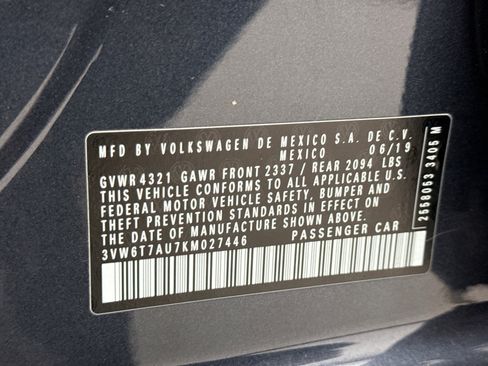 MFD BY VOLKSWAGEN DE MEXICO S.A. DE C.V.
MEXICO 06/19
GVWR 4321 GAWR FRONT 2337 / REAR 2094 LBS
THIS VEHICLE CONFORMS TO ALL APPLICABLE U.S.
FEDERAL MOTOR VEHICLE SAFETY, BUMPER AND
THEFT PREVENTION STANDARDS IN EFFECT ON
THE DATE OF MANUFACTURE SHOWN ABOVE.
3VW6T7AU7KM027446 PASSENGER CAR
2558053 3405 M